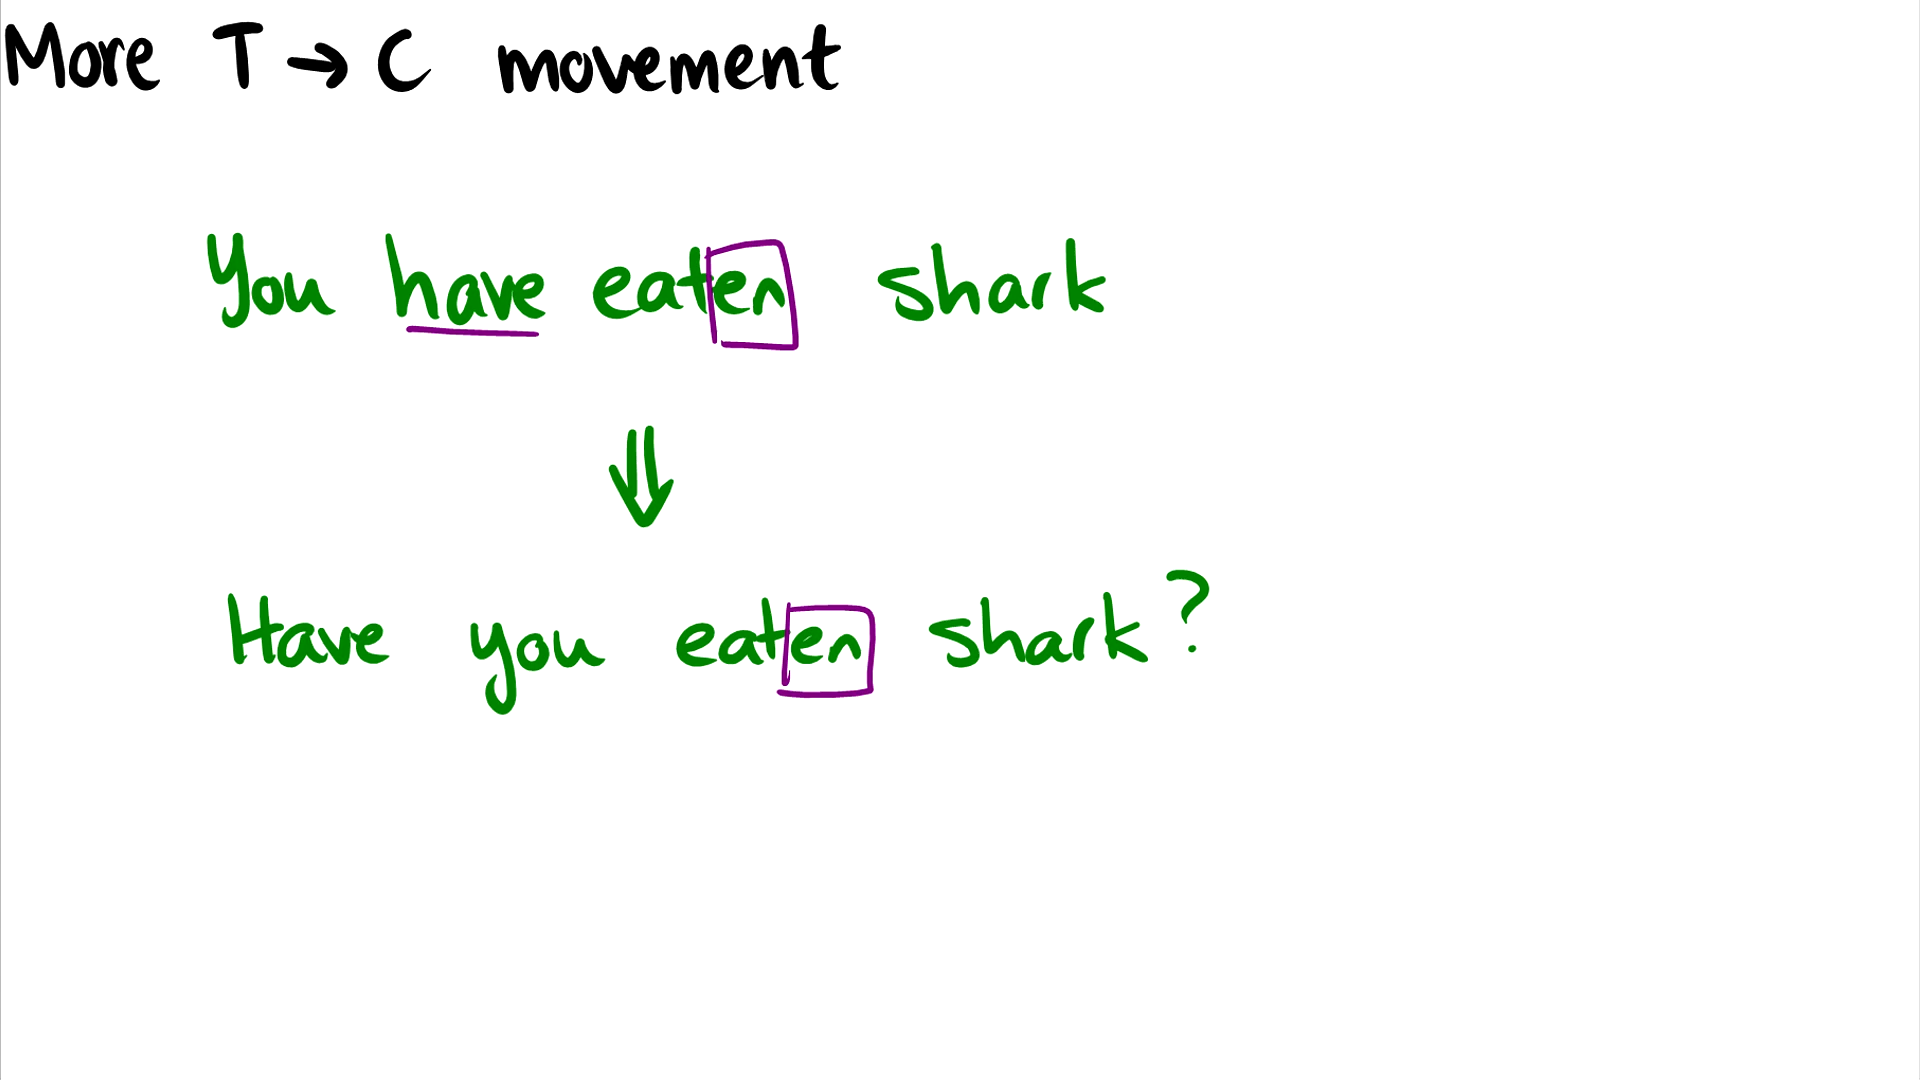 More T → C movement
You have eaten shark
⇓
Have you eaten shark?